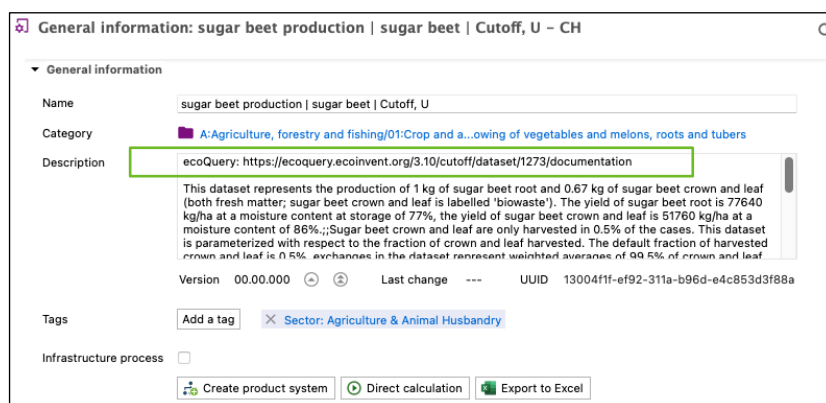 General information: sugar beet production | sugar beet | Cutoff, U – CH
General information
Name
sugar beet production | sugar beet | Cutoff, U
Category
A:Agriculture, forestry and fishing/01:Crop and a...owing of vegetables and melons, roots and tubers
Description
ecoQuery: https://ecoquery.ecoinvent.org/3.10/cutoff/dataset/1273/documentation
This dataset represents the production of 1 kg of sugar beet root and 0.67 kg of sugar beet crown and leaf
(both fresh matter; sugar beet crown and leaf is labelled 'biowaste'). The yield of sugar beet root is 77640
kg/ha at a moisture content at storage of 77%, the yield of sugar beet crown and leaf is 51760 kg/ha at a
moisture content of 86%.;;Sugar beet crown and leaf are only harvested in 0.5% of the cases. This dataset
is parameterized with respect to the fraction of crown and leaf harvested. The default fraction of harvested
crown and leaf is 0.5%, exchanges in the dataset represent weighted averages of 99.5% of crown and leaf
Version 00.00.000 Last change --- UUID 13004f1f-ef92-311a-b96d-e4c853d3f88a
Tags
Add a tag
Sector: Agriculture & Animal Husbandry
Infrastructure process
Create product system
Direct calculation
Export to Excel